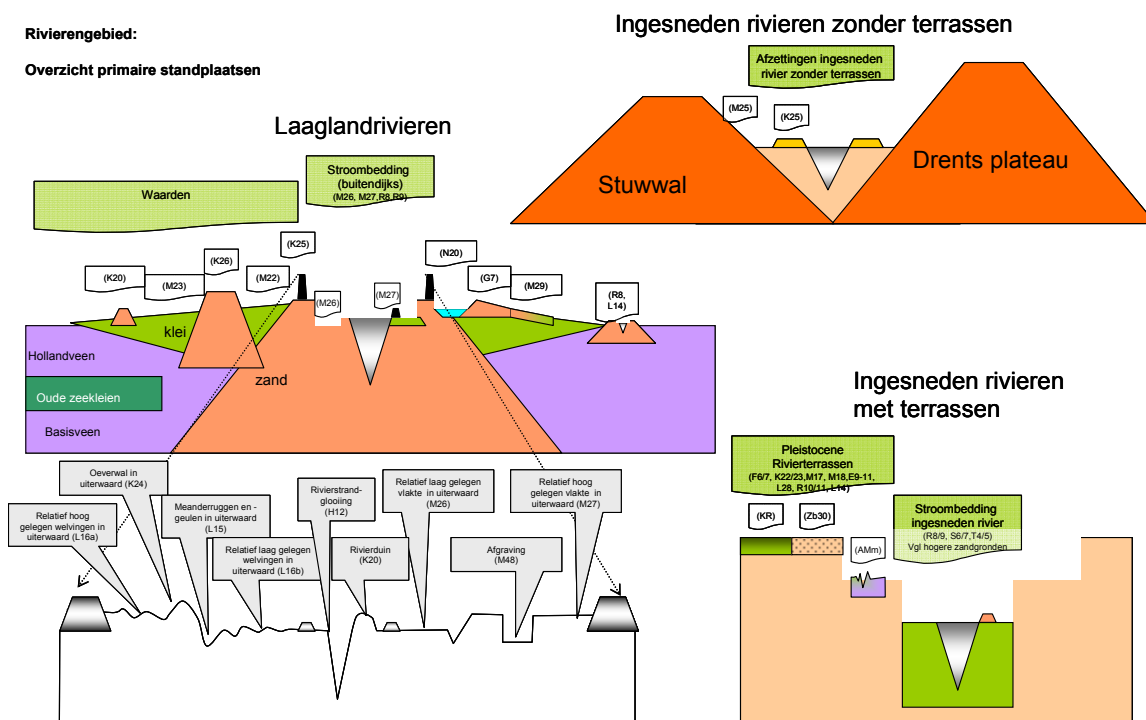 Rivierengebied:
Overzicht primaire standplaatsen
Ingesneden rivieren zonder terrassen
Afzettingen ingesneden
rivier zonder terrassen
(M25)
(K25)
Stuwwal
Drents plateau
Laaglandrivieren
Waarden
Stroombedding
(buitendijks)
(M26, M27,R8,R9)
(K20)
(M23)
(K26)
(M22)
(K25)
(M26)
(M27)
(N20)
(G7)
(M29)
(R8,
L14)
klei
Hollandveen
zand
Oude zeekleien
Basisveen
Ingesneden rivieren
met terrassen
Pleistocene
Rivierterrassen
(F6/7, K22/23,M17, M18,E9-11,
L28, R10/11, L14)
(KR)
(Zb30)
(AMm)
Stroombedding
ingesneden rivier
(R8/9, S6/7,T4/5)
Vgl hogere zandgronden
Relatief hoog
gelegen welvingen in
uiterwaard (L16a)
Oeverwal in
uiterwaard (K24)
Meanderruggen en -
geulen in uiterwaard
(L15)
Relatief laag gelegen
welvingen in
uiterwaard (L16b)
Rivierstrand-
glooiing
(H12)
Rivierduin
(K20)
Relatief laag gelegen
vlakte in uiterwaard
(M26)
Afgraving
(M48)
Relatief hoog
gelegen vlakte in
uiterwaard (M27)